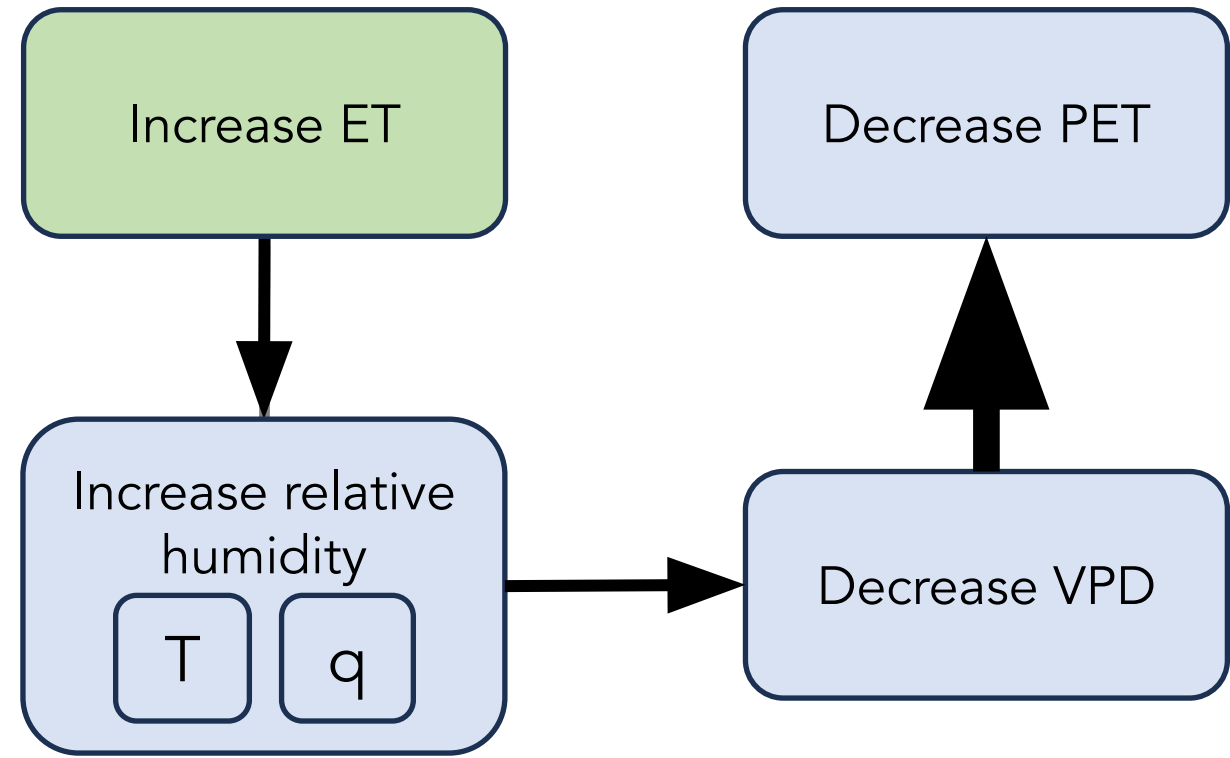 Increase ET
Decrease PET
Increase relative
humidity
T
q
Decrease VPD